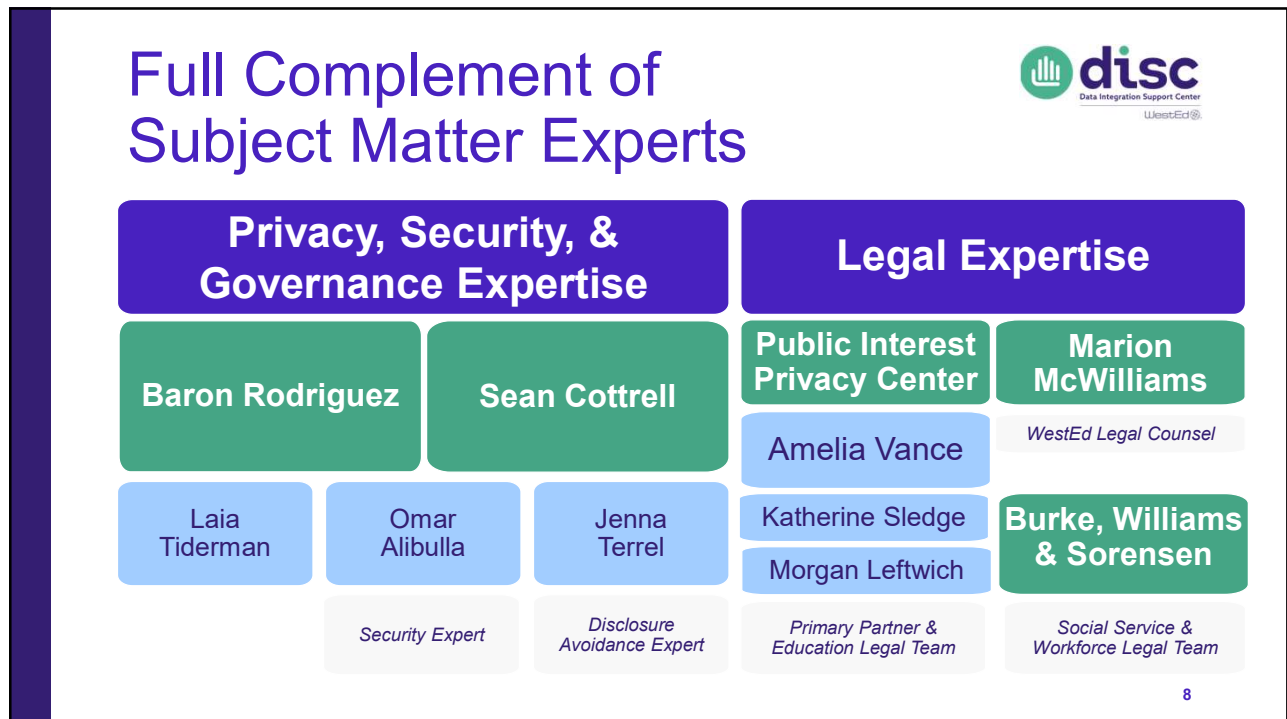 Full Complement of
Subject Matter Experts
disc
Data Integration Support Center
WestEd
Privacy, Security, &
Governance Expertise
Legal Expertise
Baron Rodriguez
Sean Cottrell
Public Interest
Privacy Center
Marion
McWilliams
WestEd Legal Counsel
Amelia Vance
Laia
Tiderman
Omar
Alibulla
Jenna
Terrel
Katherine Sledge
Morgan Leftwich
Burke, Williams
& Sorensen
Security Expert
Disclosure
Avoidance Expert
Primary Partner &
Education Legal Team
Social Service &
Workforce Legal Team
8